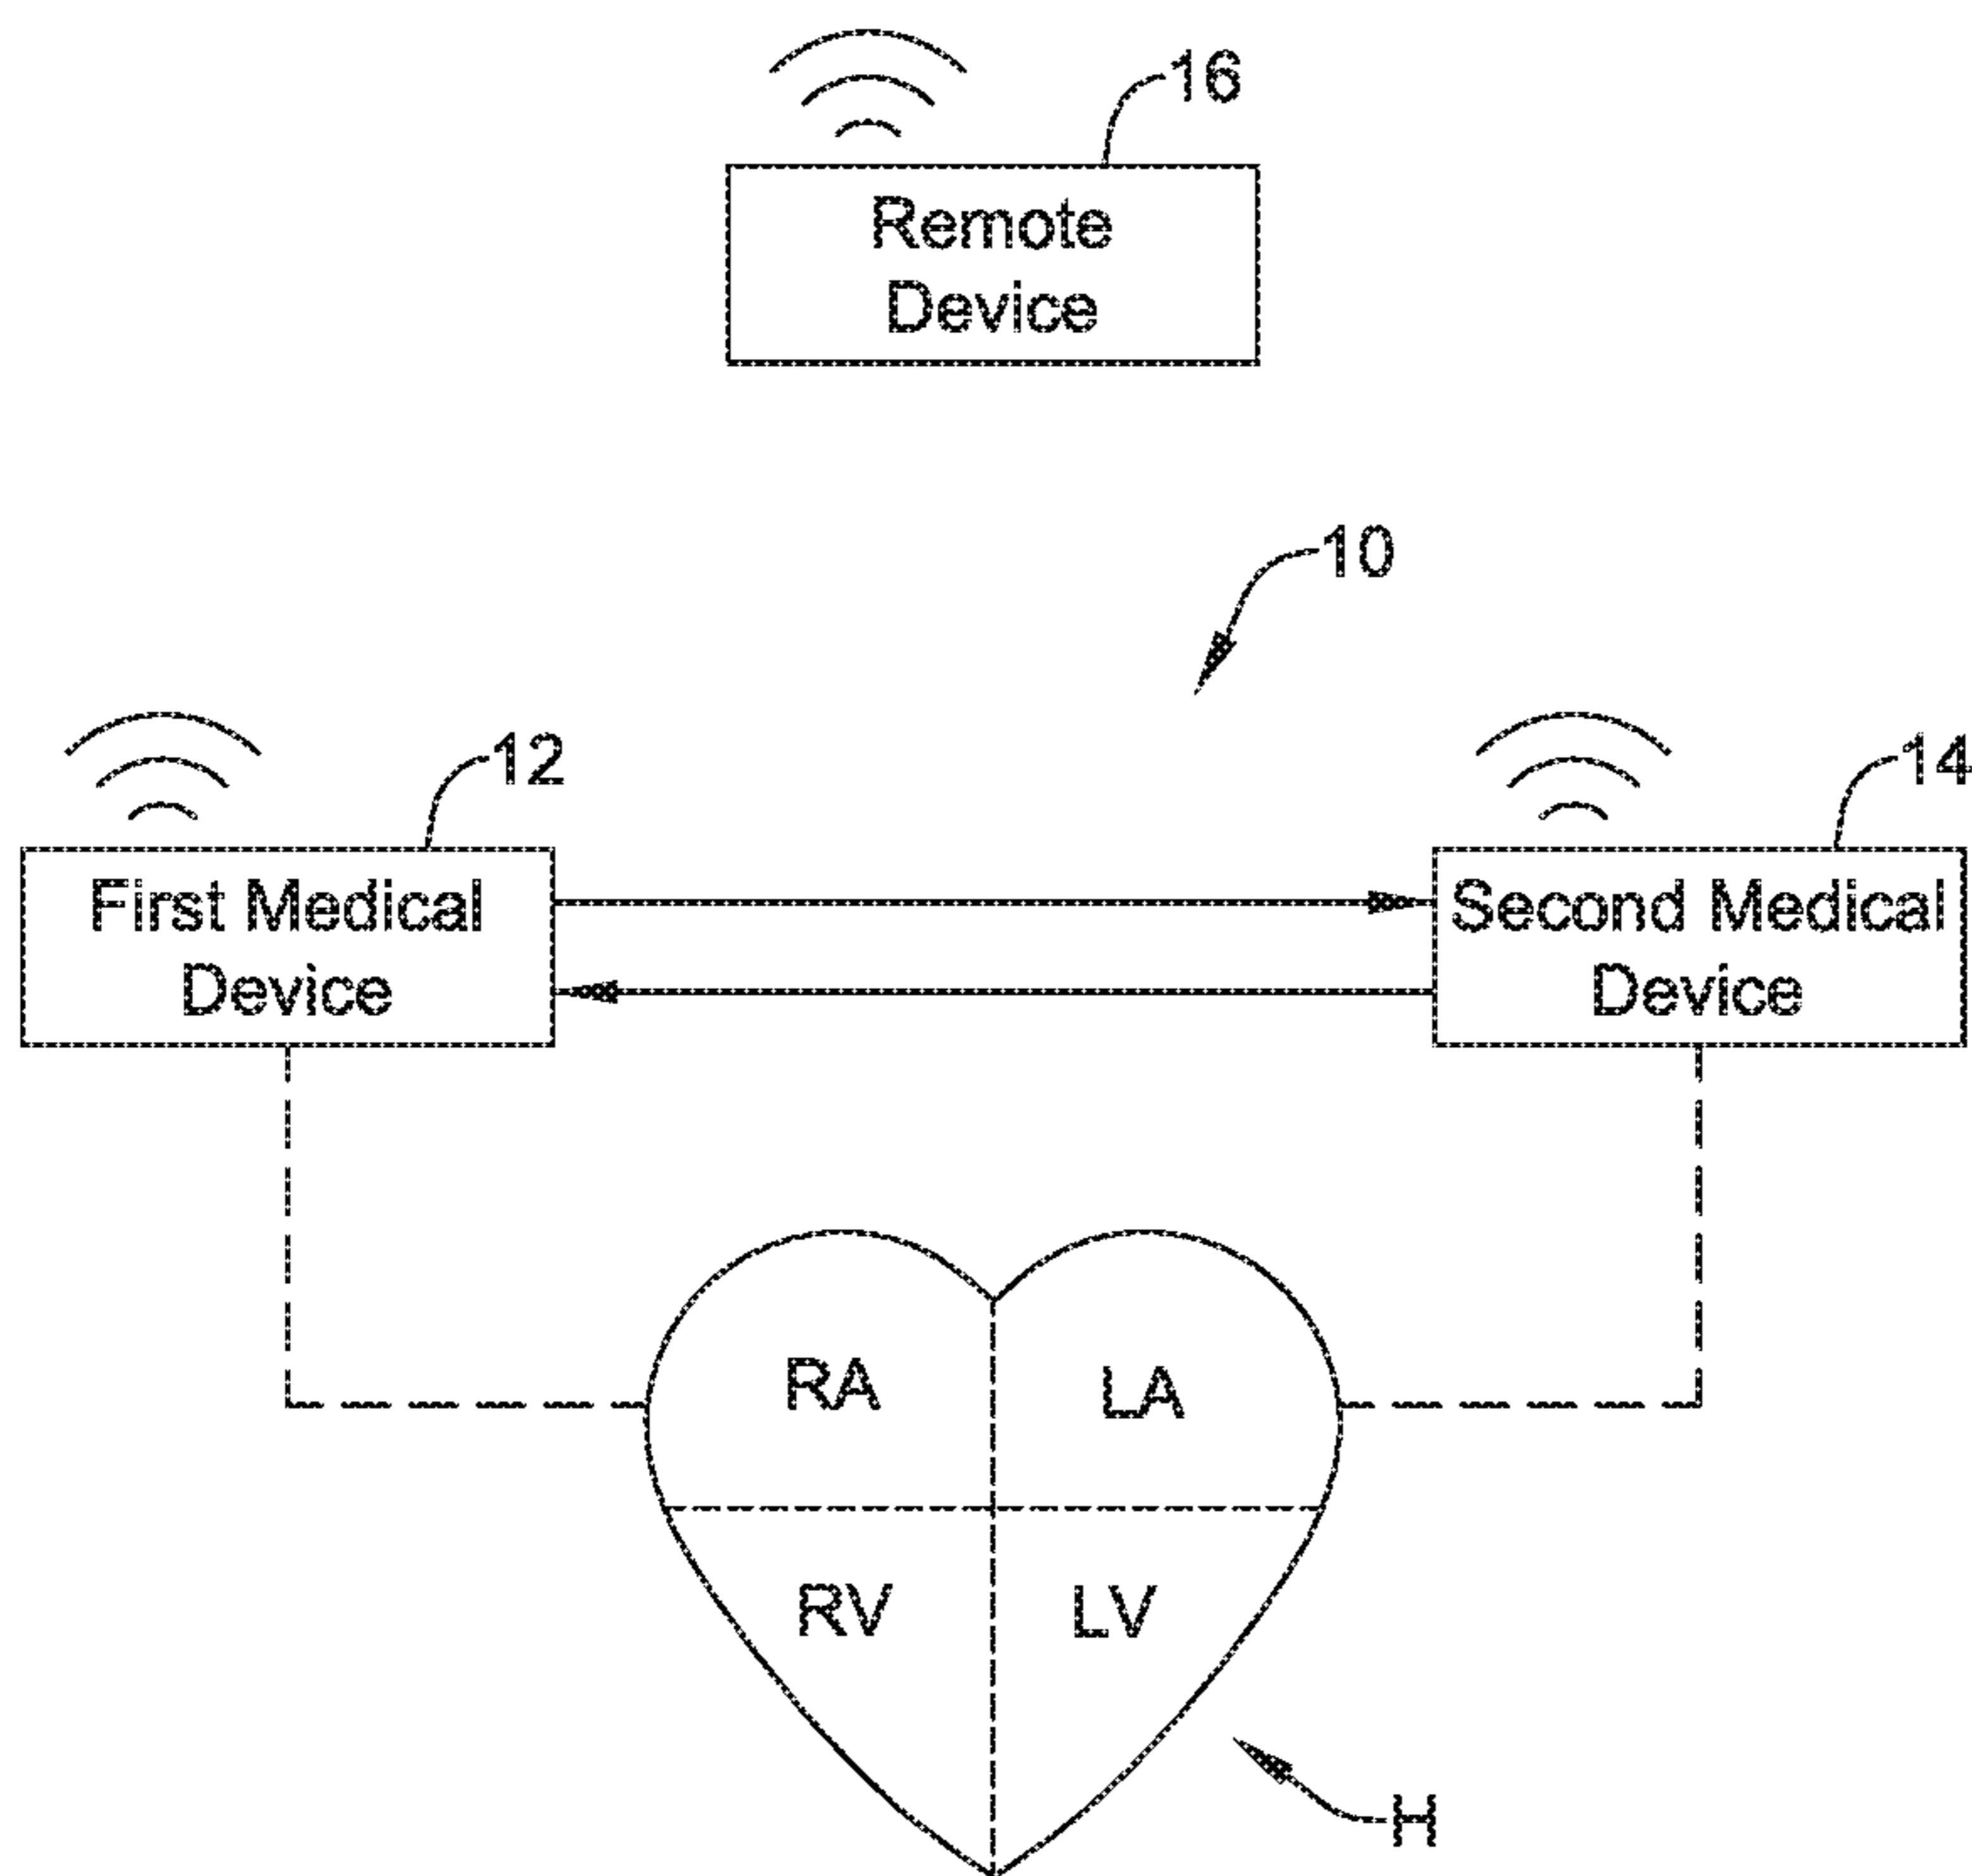 16
Remote
Device
10
12
14
First Medical
Device
Second Medical
Device
RA
LA
RV
LV
H